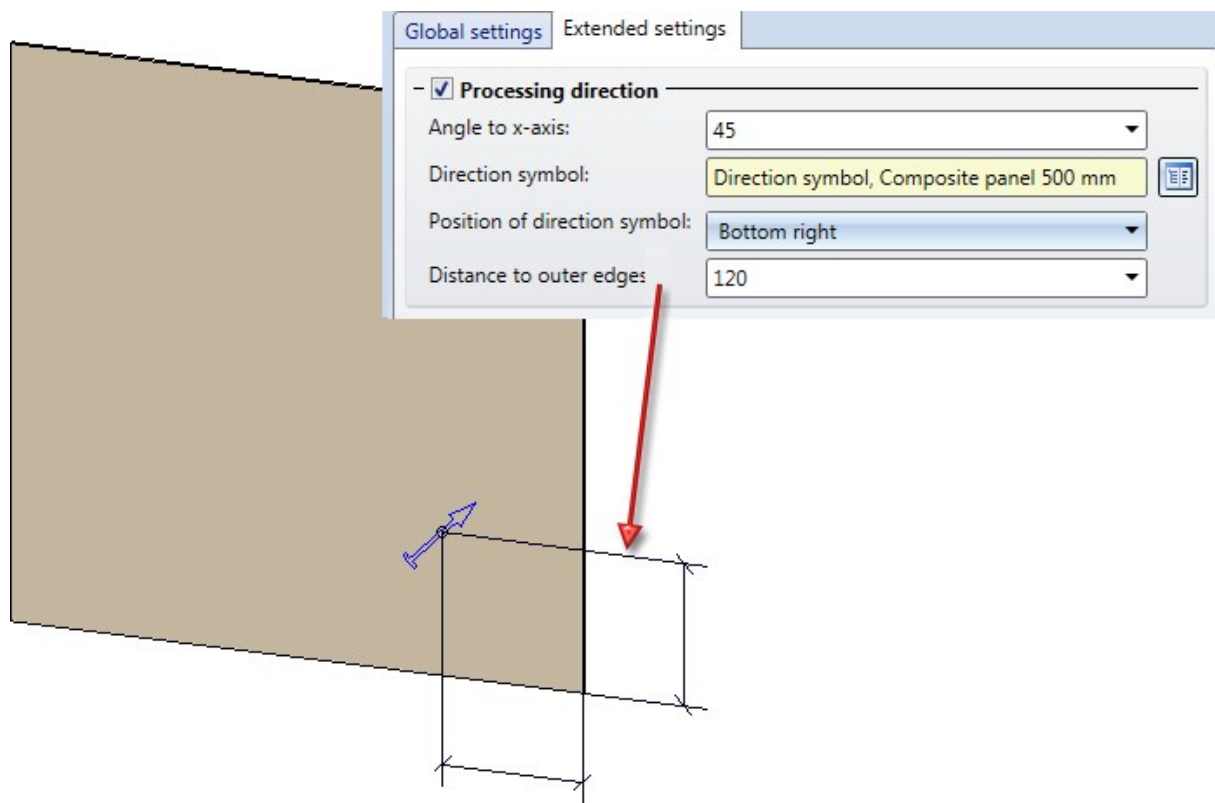 Global settings Extended settings
Processing direction
Angle to x-axis: 45
Direction symbol: Direction symbol, Composite panel 500 mm
Position of direction symbol: Bottom right
Distance to outer edges 120